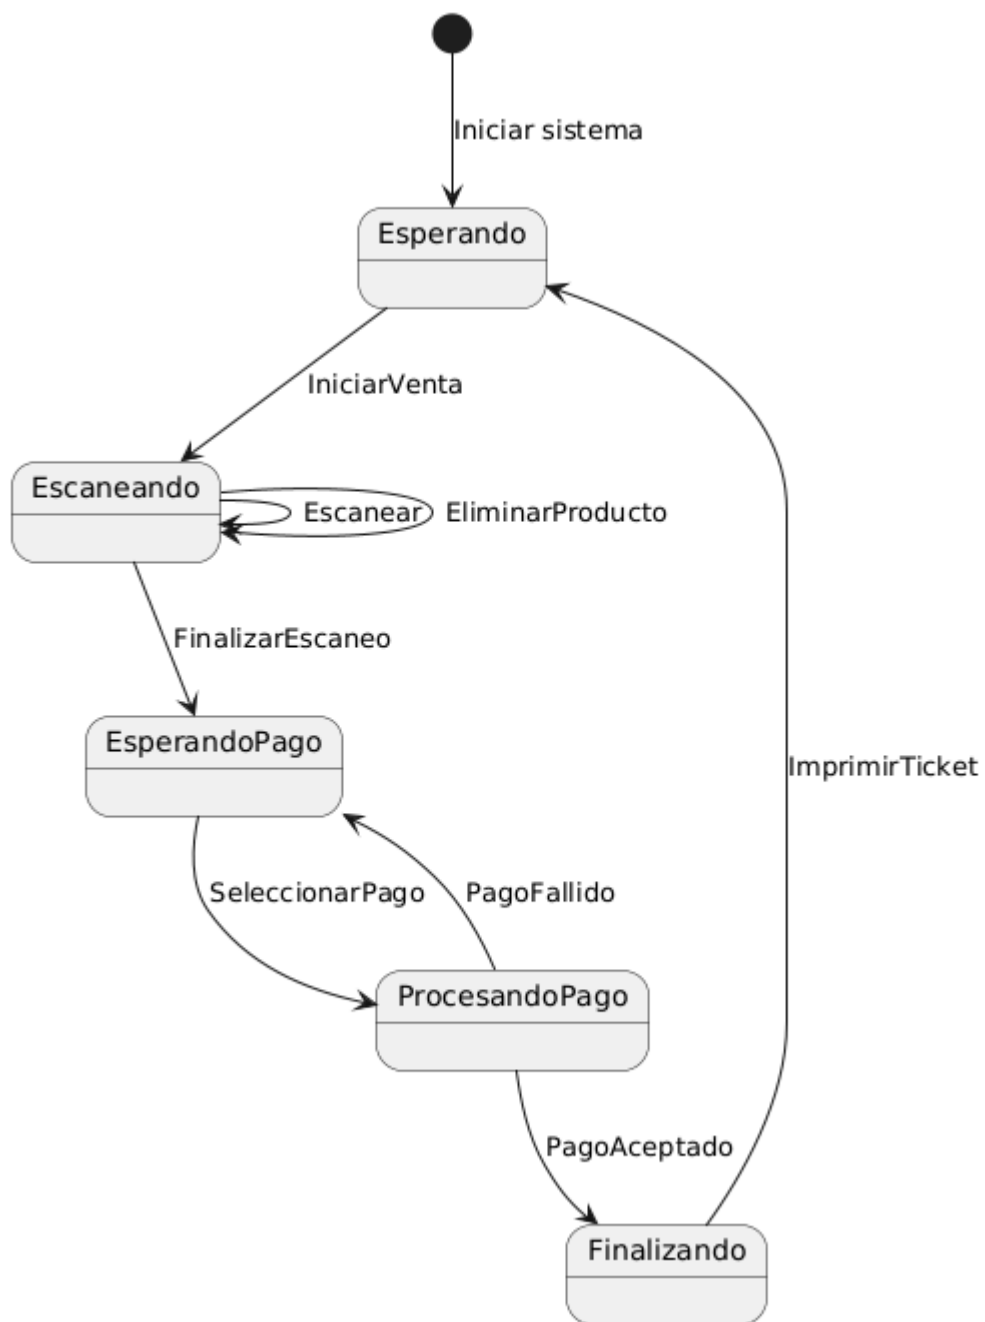 Iniciar sistema
Esperando
IniciarVenta
Escaneando
Escanear
EliminarProducto
FinalizarEscaneo
EsperandoPago
ImprimirTicket
SeleccionarPago
PagoFallido
ProcesandoPago
PagoAceptado
Finalizando